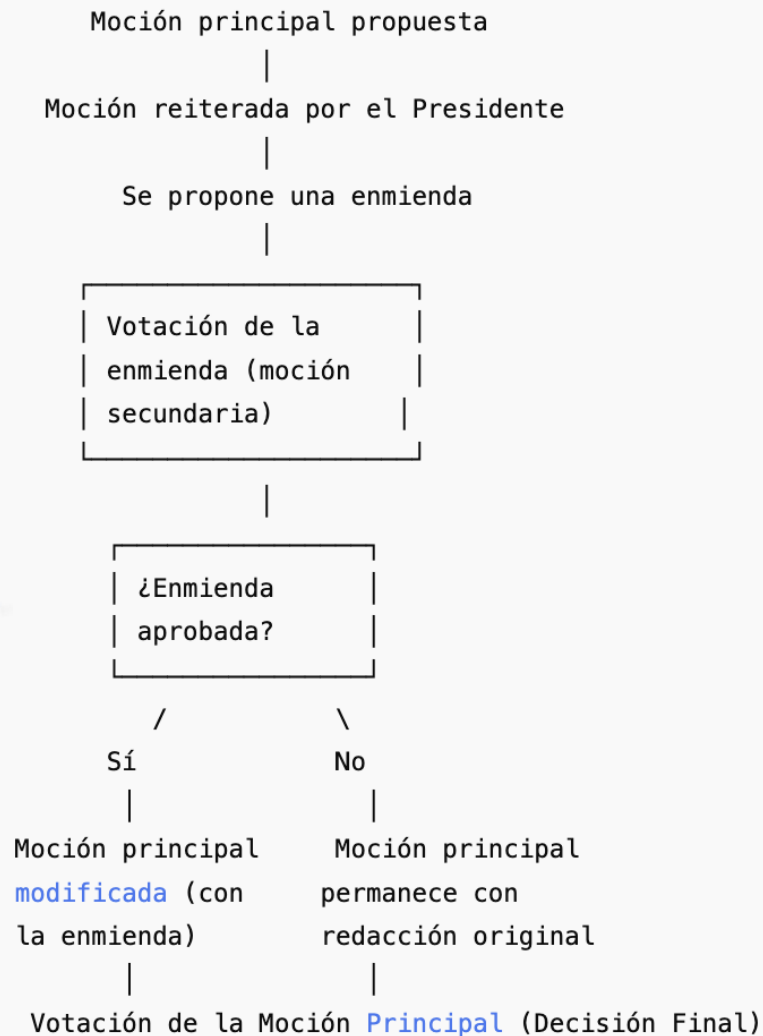 Moción principal propuesta
Moción reiterada por el Presidente
Se propone una enmienda
Votación de la
enmienda (moción
secundaria)
¿Enmienda
aprobada?
Sí No
Moción principal Moción principal
modificada (con permanece con
la enmienda) redacción original
Votación de la Moción Principal (Decisión Final)